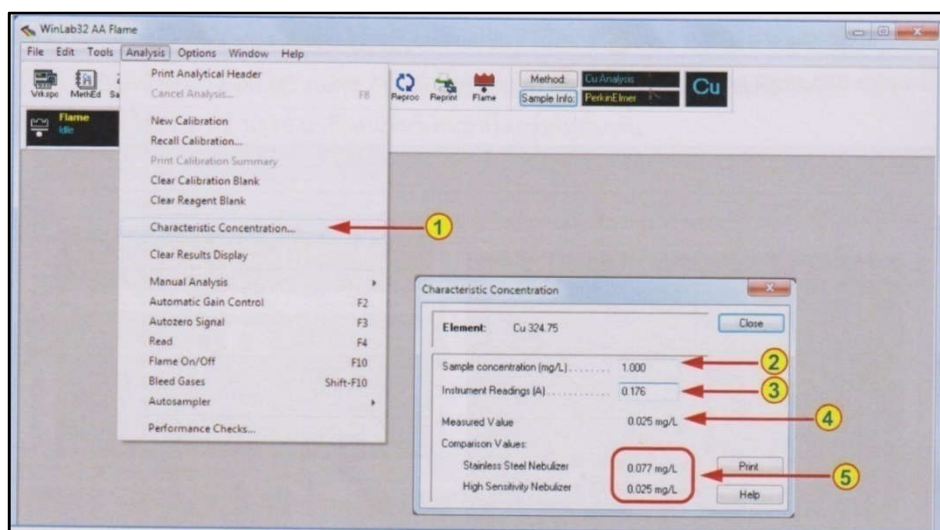 WinLab32 AA Flame
File Edit Tools Analysis Options Window Help
Wrkspc MethEd Reproc Reprint Flame
Method Cu Analysis
Sample Info: PerkinElmer
Cu
Flame
Idle
Print Analytical Header
Cancel Analysis... F8
New Calibration
Recall Calibration...
Print Calibration Summary
Clear Calibration Blank
Clear Reagent Blank
Characteristic Concentration...
Clear Results Display
Manual Analysis
Automatic Gain Control F2
Autozero Signal F3
Read F4
Flame On/Off F10
Bleed Gases Shift-F10
Autosampler
Performance Checks...
1
Characteristic Concentration
Element: Cu 324.75
Close
Sample concentration (mg/L)...... 1.000
2
Instrument Readings (A)............... 0.176
3
Measured Value 0.025 mg/L
4
Comparison Values:
Stainless Steel Nebulizer 0.077 mg/L
Print
5
High Sensitivity Nebulizer 0.025 mg/L
Help